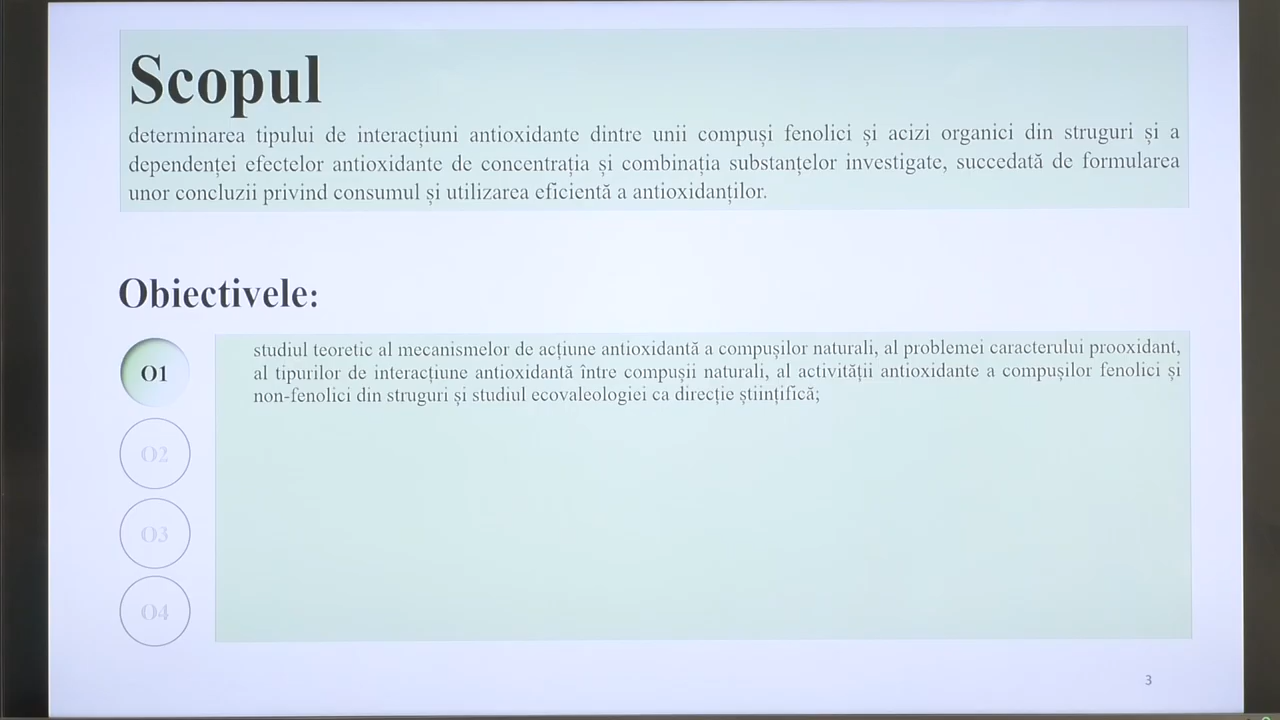 Scopul
determinarea tipului de interacțiuni antioxidante dintre unii compuși fenolici și acizi organici din struguri și a
dependenței efectelor antioxidante de concentrația și combinația substanțelor investigate, succedată de formularea
unor concluzii privind consumul și utilizarea eficientă a antioxidanților.
Obiectivele:
O1
studiul teoretic al mecanismelor de acțiune antioxidantă a compușilor naturali, al problemei caracterului prooxidant,
al tipurilor de interacțiune antioxidantă între compușii naturali, al activității antioxidante a compușilor fenolici și
non-fenolici din struguri și studiul ecovaleologiei ca direcție științifică;
O2
O3
O4
3